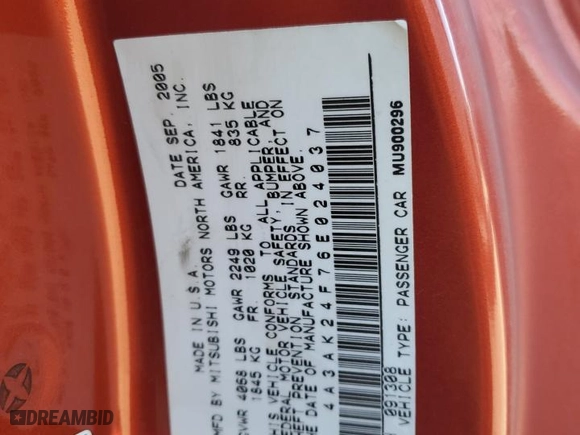 MADE IN U.S.A. DATE SEP. 2005
MFD.BY MITSUBISHI MOTORS NORTH AMERICA, INC.
GVWR 4068 LBS GAWR 2249 LBS GAWR 1841 LBS
1845 KG FR. 1020 KG RR. 835 KG
THIS VEHICLE CONFORMS TO ALL APPLICABLE
FEDERAL MOTOR VEHICLE SAFETY, BUMPER, AND
THEFT PREVENTION STANDARDS IN EFFECT ON
DATE OF MANUFACTURE SHOWN ABOVE.
4A3AK24F76E024037
091308
VEHICLE TYPE: PASSENGER CAR MU900296
DREAMBID